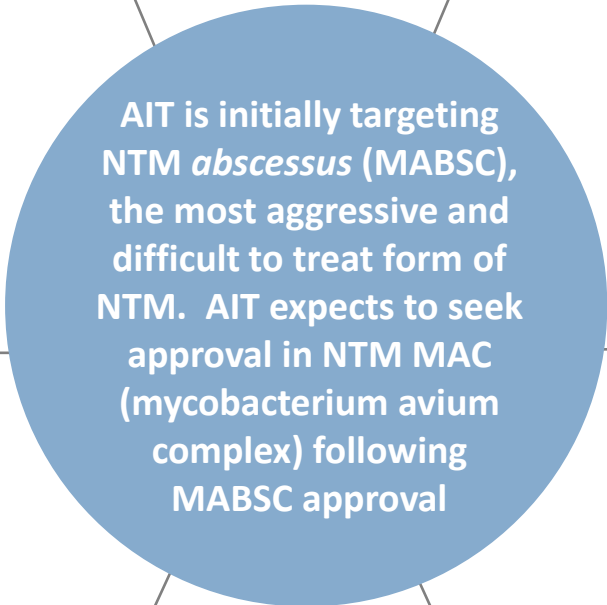 AIT is initially targeting
NTM abscessus (MABSC),
the most aggressive and
difficult to treat form of
NTM.  AIT expects to seek
approval in NTM MAC
(mycobacterium avium
complex) following
MABSC approval